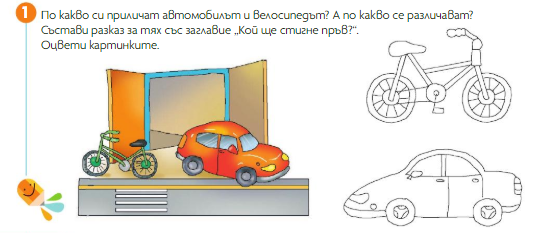 1 По какво си приличат автомобилът и велосипедът? А по какво се различават?
Състави разказ за тях със заглавие „Кой ще стигне пръв?“.
Оцвети картинките.